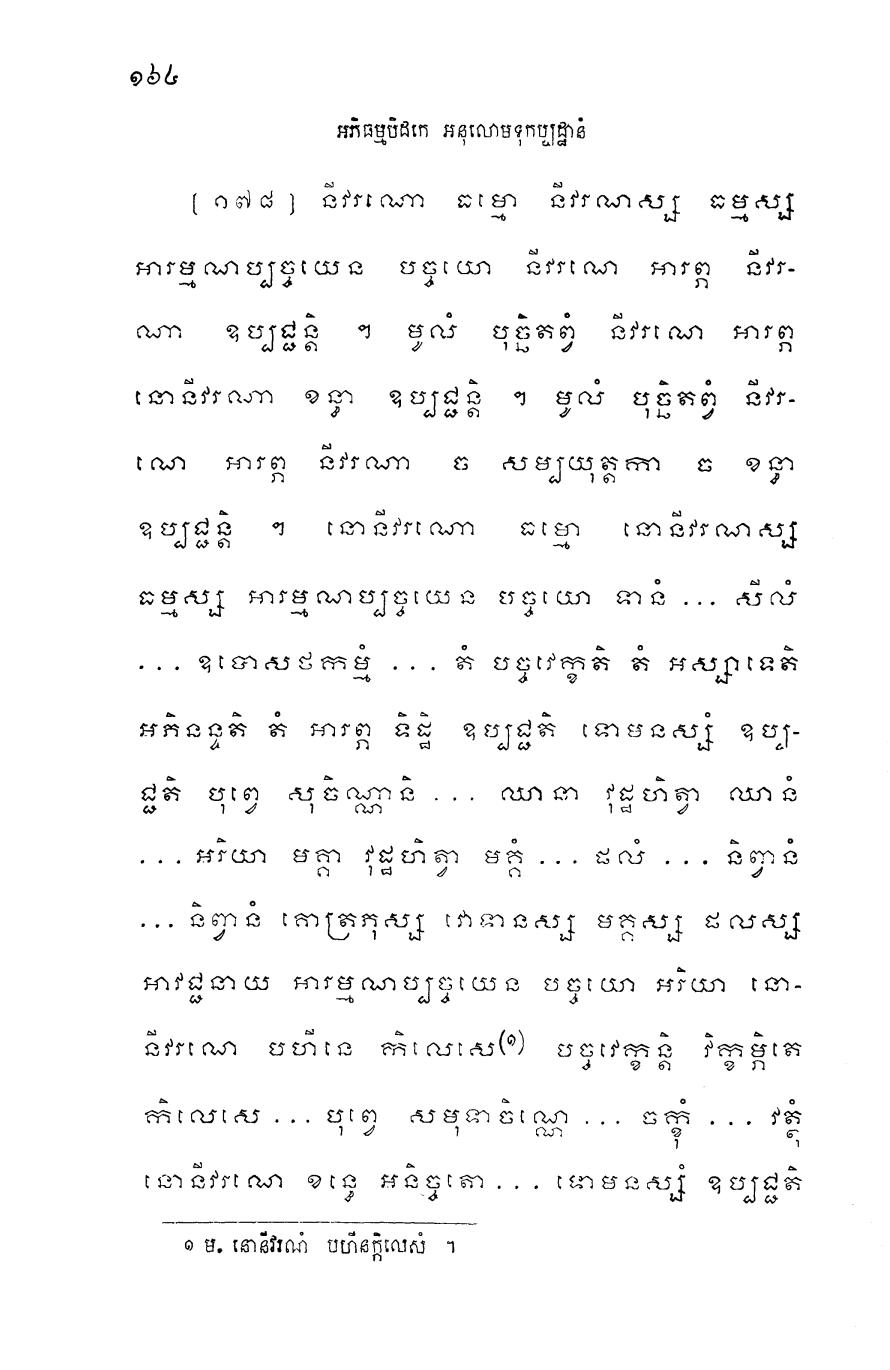 ១៦៤
អភិធម្មបិដកេ អនុលោមទុកប្បដ្ឋានំ
[ ១៧៨ ] នីវរណោ ធម្មោ នីវរណស្ស ធម្មស្ស
អារម្មណប្បច្ចយេន បច្ចយោ នីវរណេ អារព្ភ នីវរ-
ណា ឧប្បជ្ជន្តិ ។ មូលំ បុច្ឆិតព្វំ នីវរណេ អារព្ភ
នោនីវរណា ខន្ធា ឧប្បជ្ជន្តិ ។ មូលំ បុច្ឆិតព្វំ នីវរ-
ណេ អារព្ភ នីវរណា ច សម្បយុត្តកា ច ខន្ធា
ឧប្បជ្ជន្តិ ។ នោនីវរណោ ធម្មោ នោនីវរណស្ស
ធម្មស្ស អារម្មណប្បច្ចយេន បច្ចយោ ទានំ ... សីលំ
... ឧបោសថកម្មំ ... តំ បច្ចវេក្ខតិ តំ អស្សាទេតិ
អភិនន្ទតិ តំ អារព្ភ ទិដ្ឋិ ឧប្បជ្ជតិ ទោមនស្សំ ឧប្ប-
ជ្ជតិ បុព្វេ សុចិណ្ណានិ ... ឈានា វុដ្ឋហិត្វា ឈានំ
... អរិយា មគ្គា វុដ្ឋហិត្វា មគ្គំ ... ផលំ ... និព្វានំ
... និព្វានំ គោត្រភុស្ស វោទានស្ស មគ្គស្ស ផលស្ស
អាវជ្ជនាយ អារម្មណប្បច្ចយេន បច្ចយោ អរិយា នោ-
នីវរណេ បហីនេ កិលេសេ(១) បច្ចវេក្ខន្តិ វិក្ខម្ភិតេ
កិលេសេ ... បុព្វេ សមុទាចិណ្ណេ ... ចក្ខុំ ... វត្ថុំ
នោនីវរណេ ខន្ធេ អនិច្ចតោ ... ទោមនស្សំ ឧប្បជ្ជតិ
១ ម. នោនីវរណំ បហីនក្កិលេសំ ។